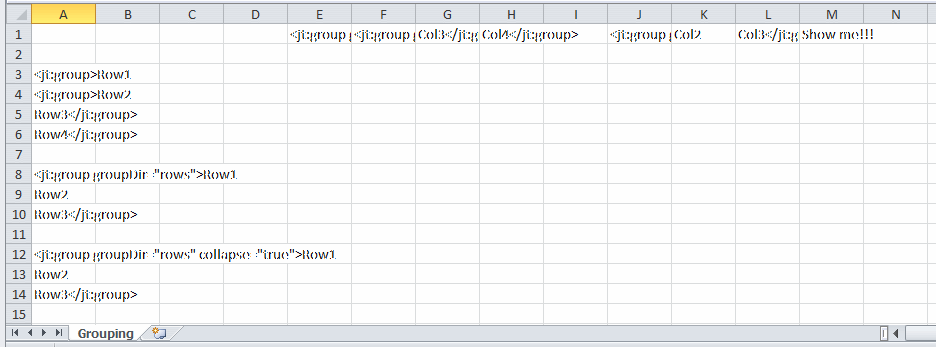 A B C D E F G H I J K L M N
1 <jt:group <jt:group Col3</jt:g Col4</jt:group> <jt:group Col2 Col3</jt:g Show me!!!
2
3 <jt:group>Row1
4 <jt:group>Row2
5 Row3</jt:group>
6 Row4</jt:group>
7
8 <jt:group groupDir="rows">Row1
9 Row2
10 Row3</jt:group>
11
12 <jt:group groupDir="rows" collapse="true">Row1
13 Row2
14 Row3</jt:group>
15
Grouping